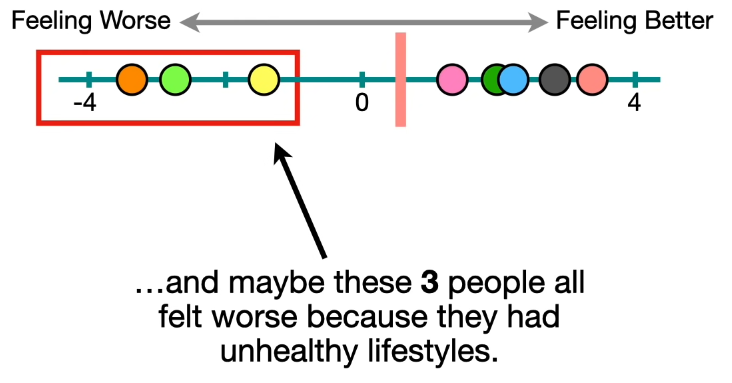 Feeling Worse Feeling Better
-4 0 4
…and maybe these 3 people all
felt worse because they had
unhealthy lifestyles.